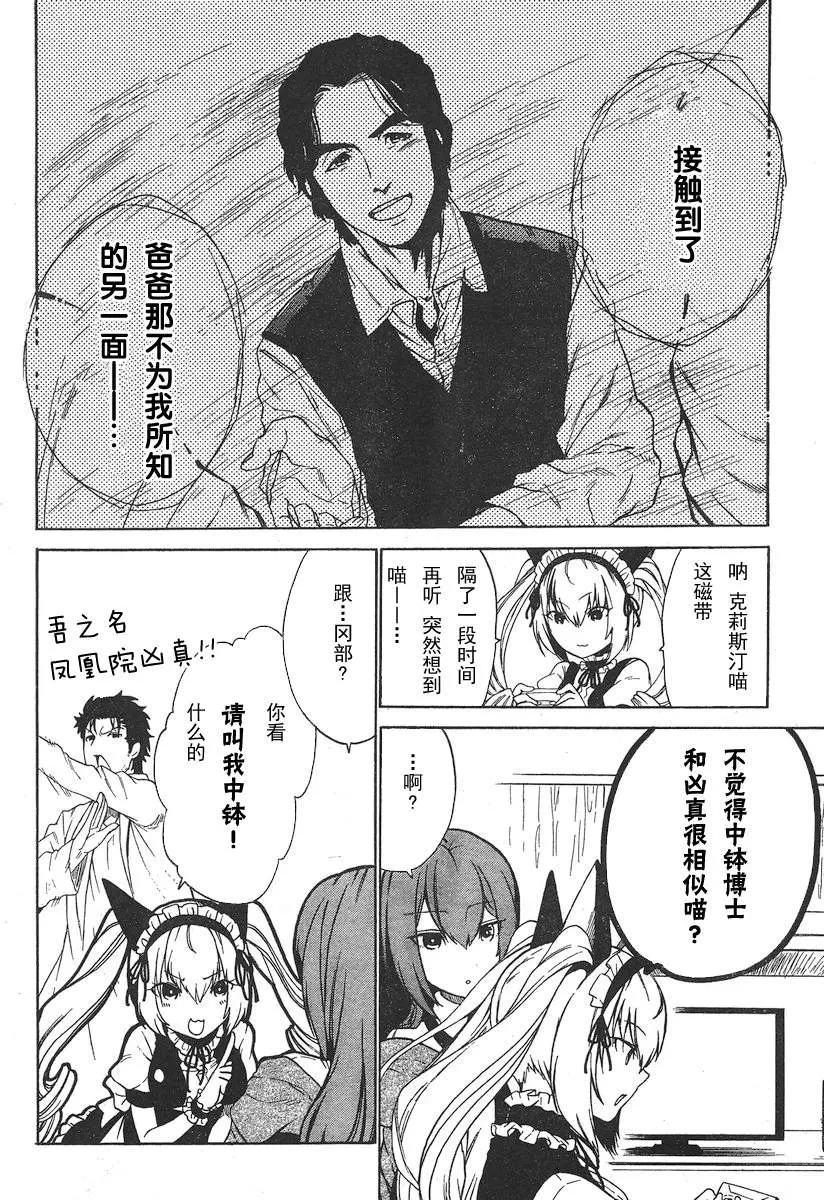 接触到了
——
爸爸那不为我所知
的另一面——…
呐 克莉斯汀喵
这磁带
隔了一段时间
再听 突然想到
喵——…
不觉得中钵博士
和凶真很相似喵？
…啊？
跟…冈部？
你看
请叫我中钵！
什么的
吾之名
凤凰院凶真!!